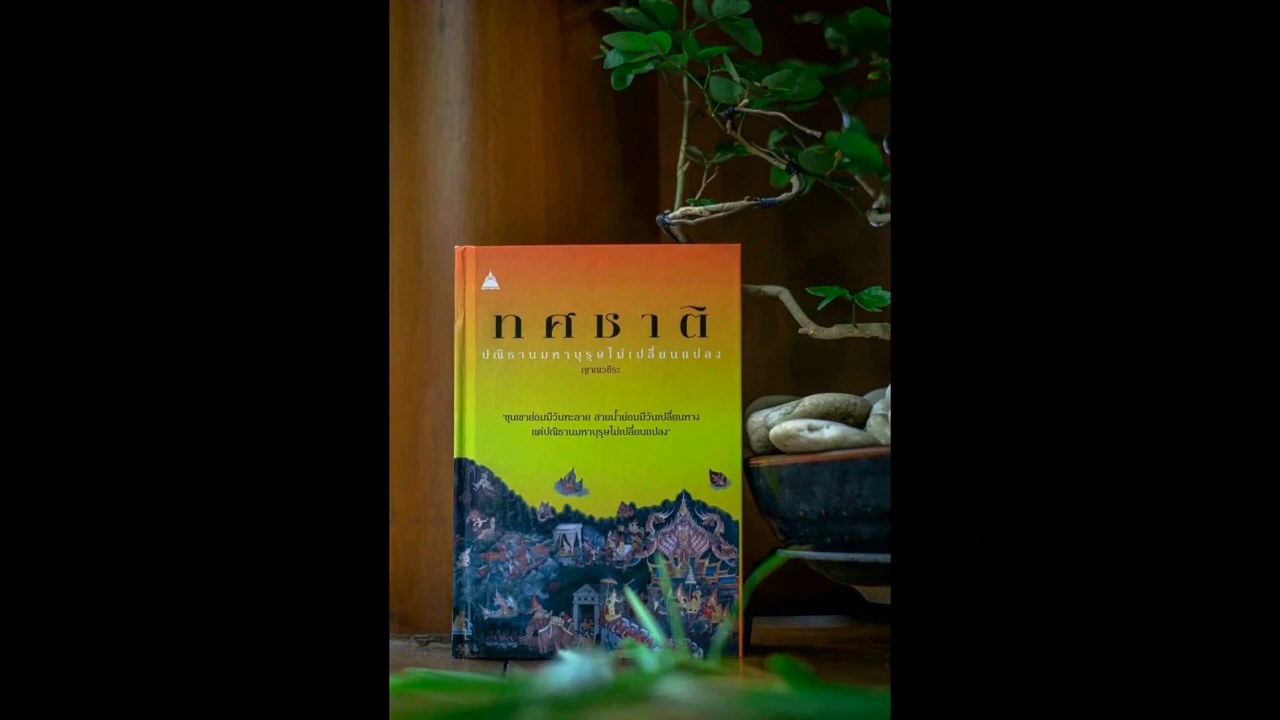 ทศชาติ
ปณิธานมหาบุรุษไม่เปลี่ยนแปลง
ญาณวชิระ
"ขุนเขาย่อมมีวันทะลาย สายน้ำย่อมมีวันเปลี่ยนทาง
แต่ปณิธานมหาบุรุษไม่เปลี่ยนแปลง"